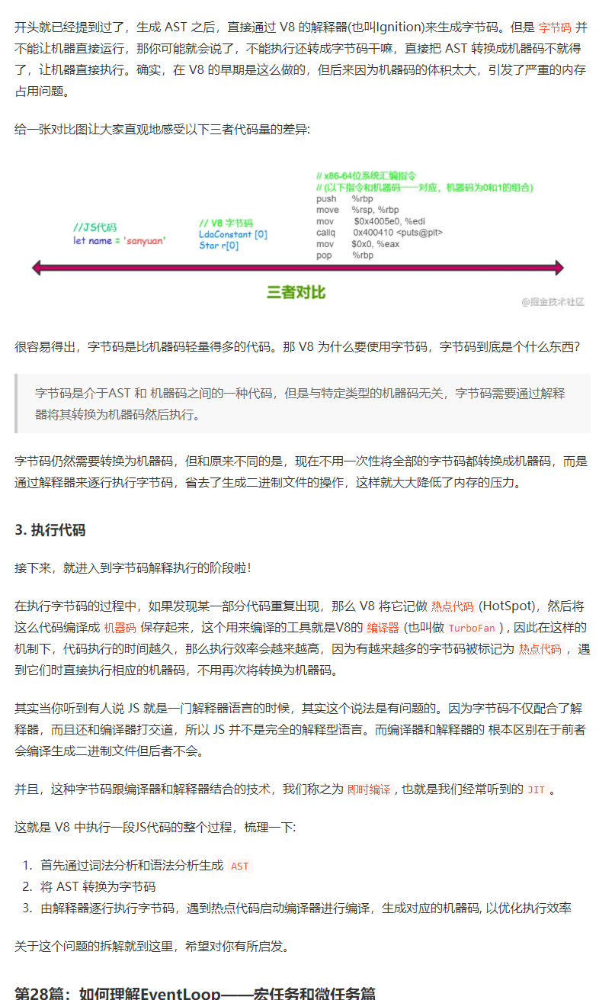 开头就已经提到过了，生成 AST 之后，直接通过 V8 的解释器(也叫Ignition)来生成字节码。但是 字节码 并
不能让机器直接运行，那你可能就会说了，不能执行还转成字节码干嘛，直接把 AST 转换成机器码不就得
了，让机器直接执行。确实，在 V8 的早期是这么做的，但后来因为机器码的体积太大，引发了严重的内存
占用问题。
给一张对比图让大家直观地感受以下三者代码量的差异:
//JS代码
let name = 'sanyuan'
// V8 字节码
LdaConstant [0]
Star r[0]
// x86-64位系统汇编指令
// (以下指令和机器码一一对应，机器码为0和1的组合)
push %rbp
move %rsp, %rbp
mov $0x4005e0, %edi
callq 0x400410 <puts@plt>
mov $0x0, %eax
pop %rbp
三者对比
@掘金技术社区
很容易得出，字节码是比机器码轻量得多的代码。那 V8 为什么要使用字节码，字节码到底是个什么东西?
字节码是介于AST 和 机器码之间的一种代码，但是与特定类型的机器码无关，字节码需要通过解释
器将其转换为机器码然后执行。
字节码仍然需要转换为机器码，但和原来不同的是，现在不用一次性将全部的字节码都转换成机器码，而是
通过解释器来逐行执行字节码，省去了生成二进制文件的操作，这样就大大降低了内存的压力。
3. 执行代码
接下来，就进入到字节码解释执行的阶段啦！
在执行字节码的过程中，如果发现某一部分代码重复出现，那么 V8 将它记做 热点代码 (HotSpot)，然后将
这么代码编译成 机器码 保存起来，这个用来编译的工具就是V8的 编译器 (也叫做 TurboFan ) , 因此在这样的
机制下，代码执行的时间越久，那么执行效率会越来越高，因为有越来越多的字节码被标记为 热点代码 ，遇
到它们时直接执行相应的机器码，不用再次将转换为机器码。
其实当你听到有人说 JS 就是一门解释器语言的时候，其实这个说法是有问题的。因为字节码不仅配合了解
释器，而且还和编译器打交道，所以 JS 并不是完全的解释型语言。而编译器和解释器的 根本区别在于前者
会编译生成二进制文件但后者不会。
并且，这种字节码跟编译器和解释器结合的技术，我们称之为 即时编译 , 也就是我们经常听到的 JIT 。
这就是 V8 中执行一段JS代码的整个过程，梳理一下:
1. 首先通过词法分析和语法分析生成 AST
2. 将 AST 转换为字节码
3. 由解释器逐行执行字节码，遇到热点代码启动编译器进行编译，生成对应的机器码, 以优化执行效率
关于这个问题的拆解就到这里，希望对你有所启发。
第28篇：如何理解EventLoop——宏任务和微任务篇